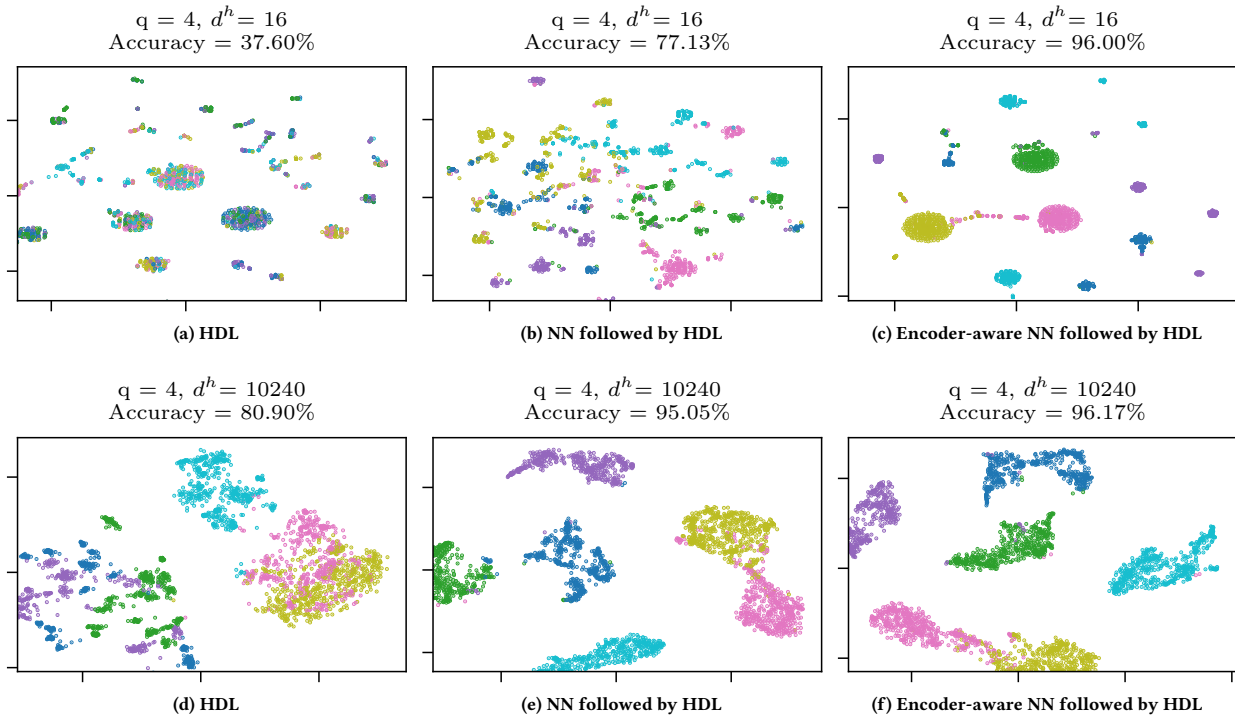 q = 4, d^h = 16
Accuracy = 37.60%
q = 4, d^h = 16
Accuracy = 77.13%
q = 4, d^h = 16
Accuracy = 96.00%
(a) HDL
(b) NN followed by HDL
(c) Encoder-aware NN followed by HDL
q = 4, d^h = 10240
Accuracy = 80.90%
q = 4, d^h = 10240
Accuracy = 95.05%
q = 4, d^h = 10240
Accuracy = 96.17%
(d) HDL
(e) NN followed by HDL
(f) Encoder-aware NN followed by HDL